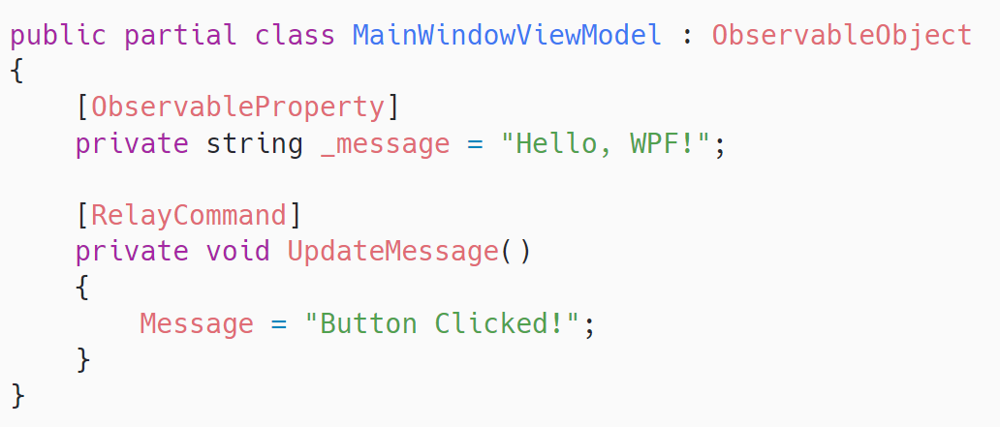 public partial class MainWindowViewModel : ObservableObject
{
    [ObservableProperty]
    private string _message = "Hello, WPF!";

    [RelayCommand]
    private void UpdateMessage()
    {
        Message = "Button Clicked!";
    }
}